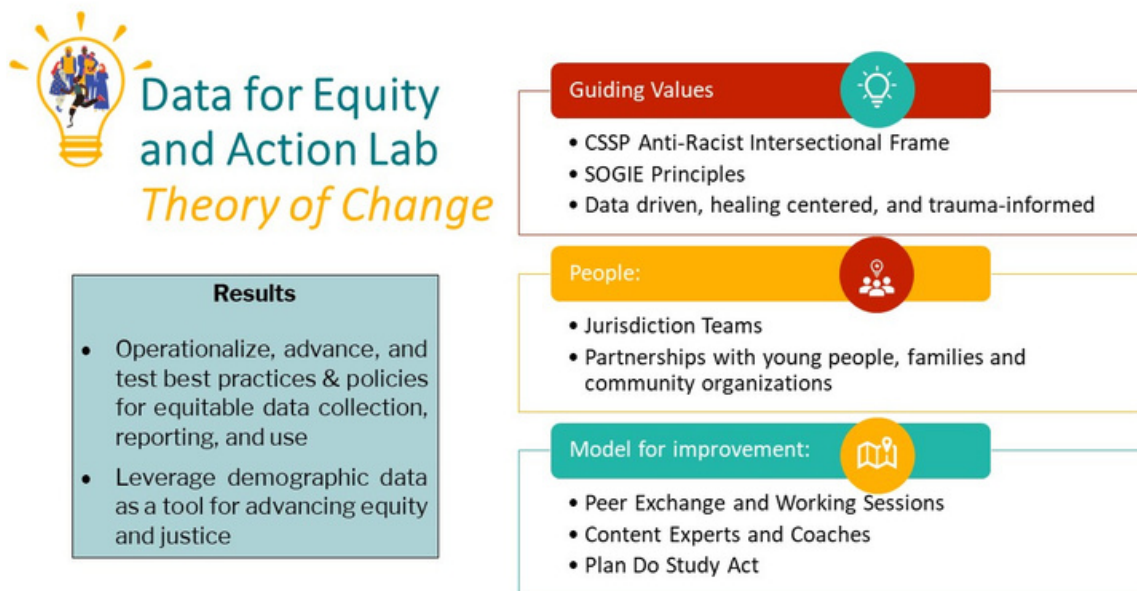 Data for Equity
and Action Lab
Theory of Change
Results
• Operationalize, advance, and
test best practices & policies
for equitable data collection,
reporting, and use
• Leverage demographic data
as a tool for advancing equity
and justice
Guiding Values
• CSSP Anti-Racist Intersectional Frame
• SOGIE Principles
• Data driven, healing centered, and trauma-informed
People:
• Jurisdiction Teams
• Partnerships with young people, families and
community organizations
Model for improvement:
• Peer Exchange and Working Sessions
• Content Experts and Coaches
• Plan Do Study Act